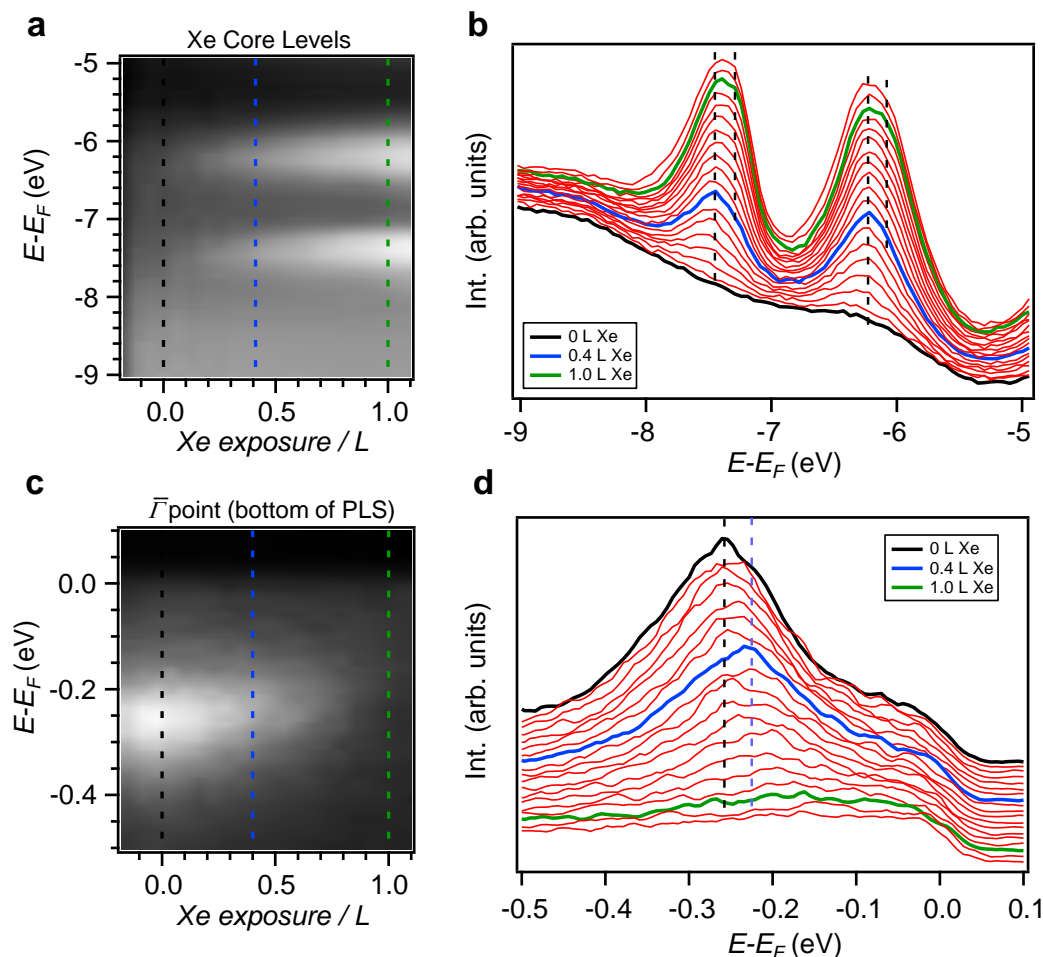 a
Xe Core Levels
-5
-6
-7
-8
-9
E-E_F (eV)
0.0 0.5 1.0
Xe exposure / L
b
Int. (arb. units)
0 L Xe
0.4 L Xe
1.0 L Xe
-9 -8 -7 -6 -5
E-E_F (eV)
c
Γ̅ point (bottom of PLS)
0.0
-0.2
-0.4
E-E_F (eV)
0.0 0.5 1.0
Xe exposure / L
d
Int. (arb. units)
0 L Xe
0.4 L Xe
1.0 L Xe
-0.5 -0.4 -0.3 -0.2 -0.1 0.0 0.1
E-E_F (eV)